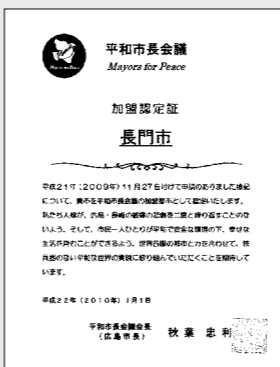 平和市長会議
Mayors for Peace
加盟認定証
長門市
平成21年（2009年）11月27日付けで申請のありました標記
について、貴市を平和市長会議の加盟都市として認定いたします。
私たち人類が、広島・長崎の被爆の悲劇を二度と繰り返すことのな
いよう、そして、市民一人ひとりが平和で安全な環境の下、幸せな
生活を営むことができるよう、世界各国の都市と力を合わせて、核
兵器のない平和な世界の実現に取り組んでいただくことを期待して
います。
平成22年（2010年）1月1日
平和市長会議会長
（広島市長）
秋葉 忠利